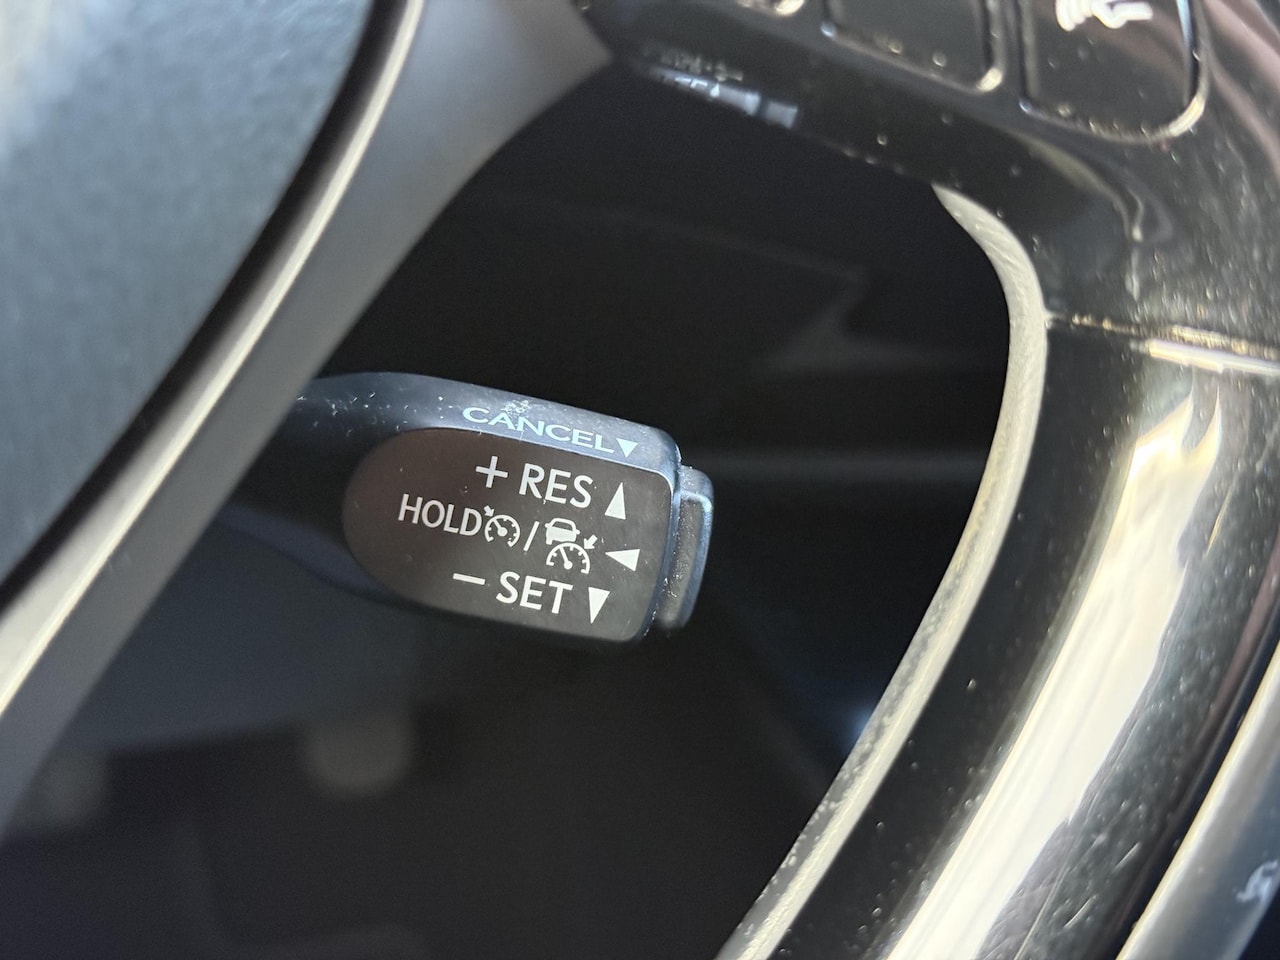 CANCEL▼
+ RES ▲
HOLD / ◀
− SET ▼